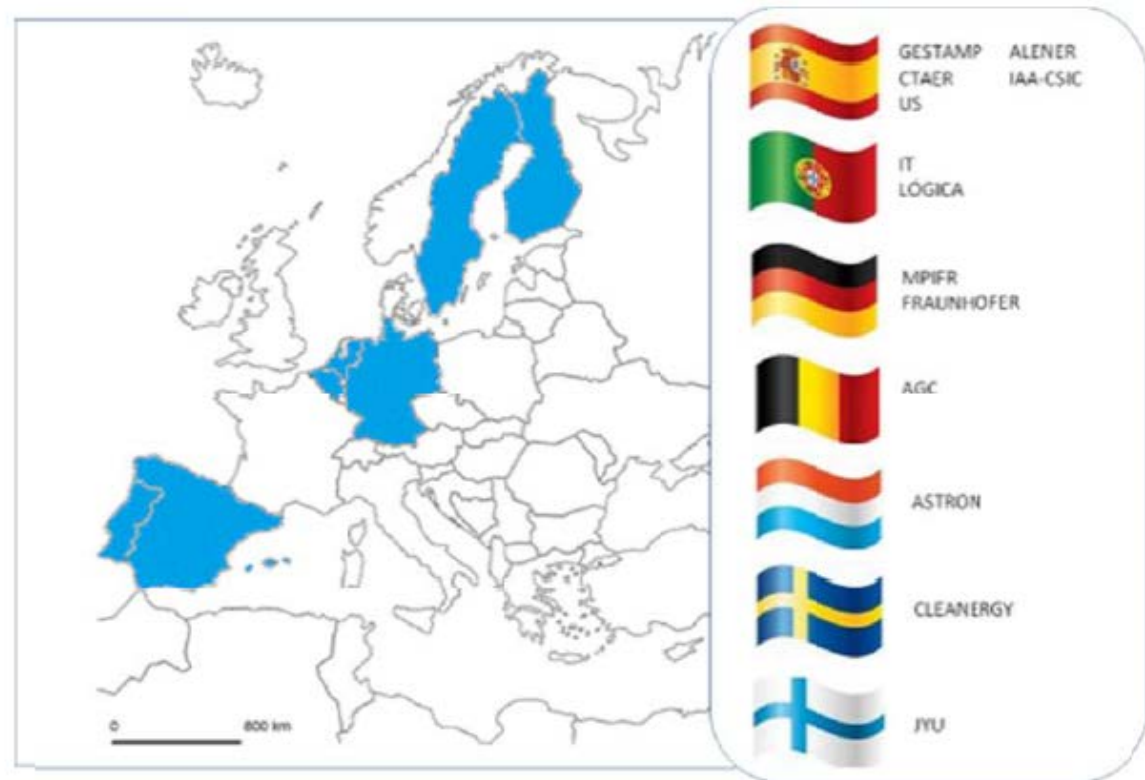 GESTAMP ALENER
CTAER IAA-CSIC
US
IT
LÓGICA
MPIFR
FRAUNHOFER
AGC
ASTRON
CLEANERGY
JYU
0 800 km